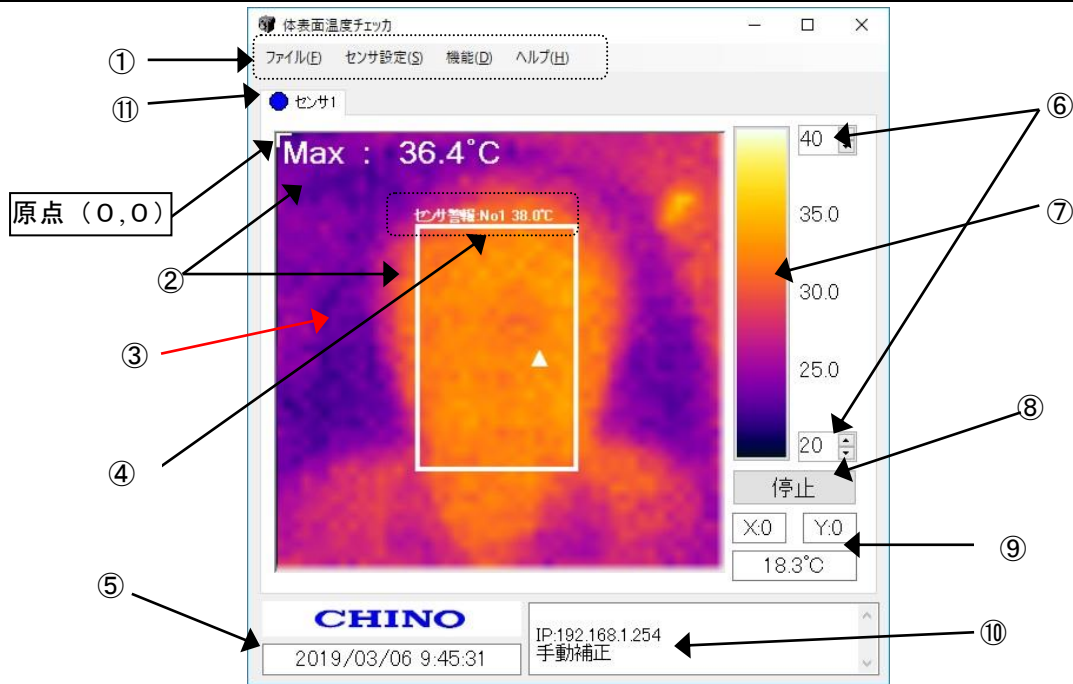 体表面温度チェッカ
① ファイル(F) センサ設定(S) 機能(D) ヘルプ(H)
⑪ センサ1
⑥
Max : 36.4°C
40
原点 (0,0)
センサ警報:No1 38.0℃
35.0
⑦
②
30.0
③
25.0
⑧
④
20
停止
X:0 Y:0
⑨
18.3°C
⑤
CHINO
2019/03/06 9:45:31
IP:192.168.1.254
手動補正
⑩